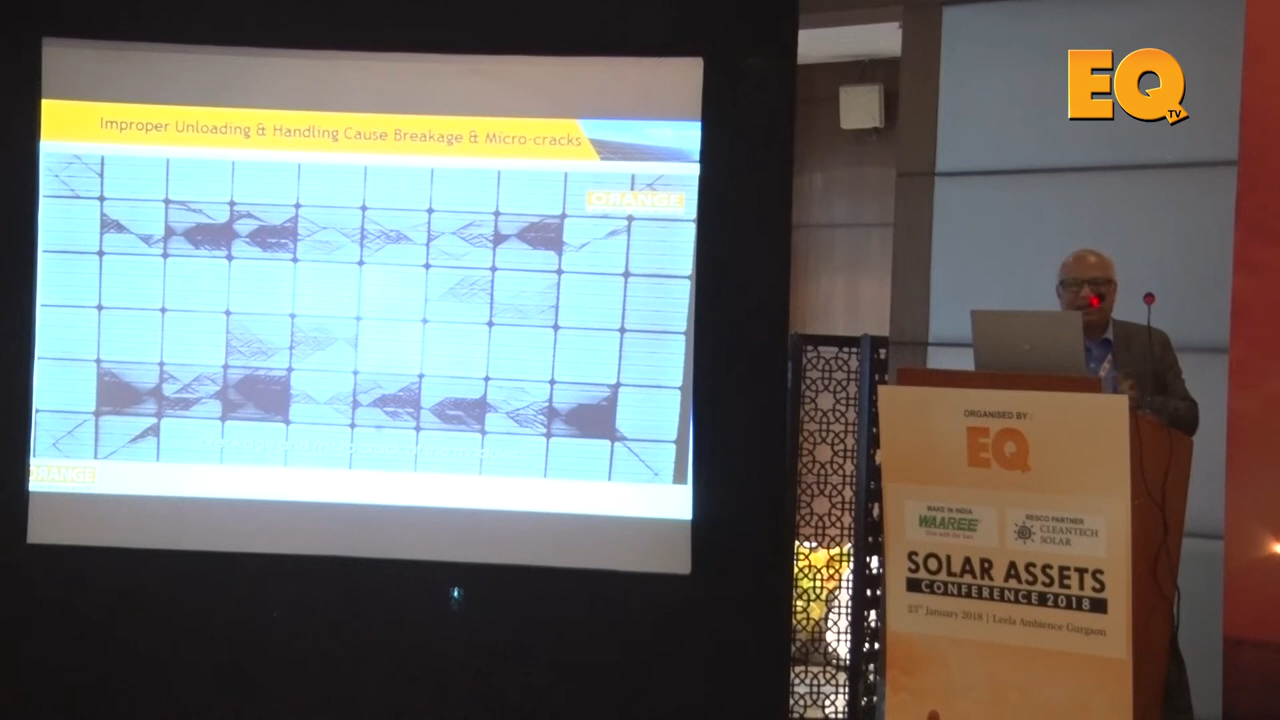 EQ
TV
Improper Unloading & Handling Cause Breakage & Micro-cracks
ORANGE
ORANGE
ORGANISED BY :
EQ
MAKE IN INDIA
WAAREE
One with the Sun
RESCO PARTNER
CLEANTECH
SOLAR
SOLAR ASSETS
CONFERENCE 2018
23rd January 2018 | Leela Ambience Gurgaon